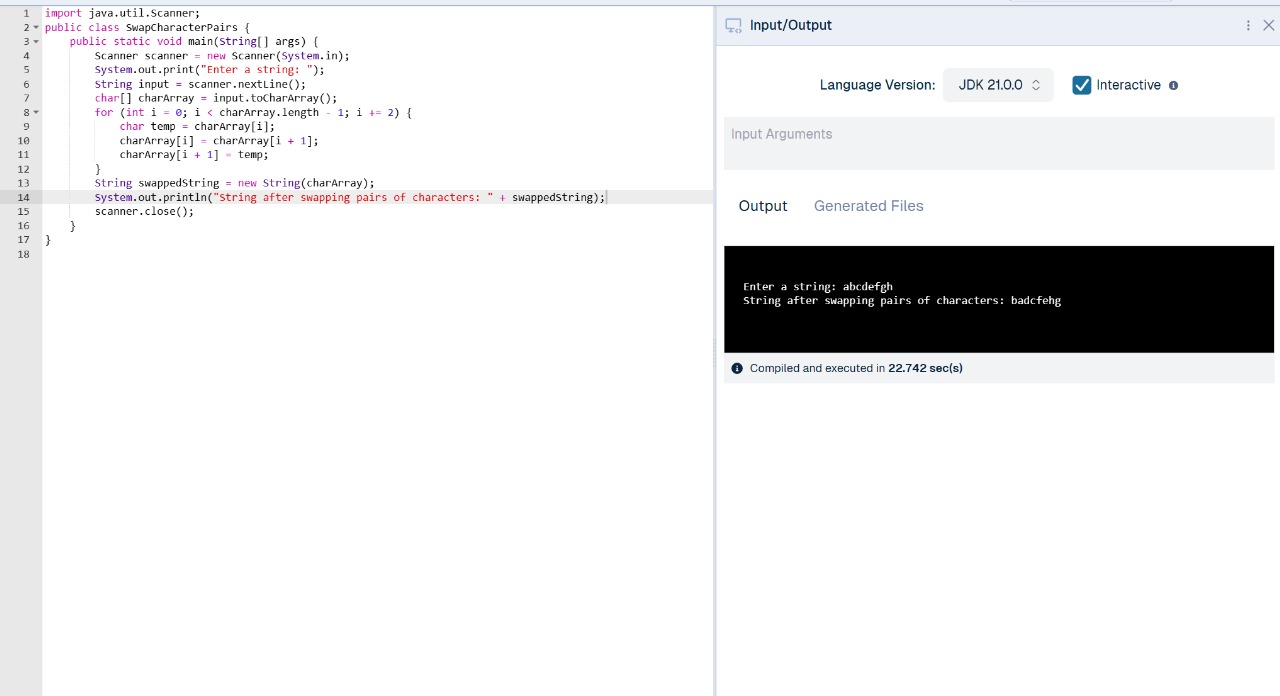 1 import java.util.Scanner;
2 public class SwapCharacterPairs {
3     public static void main(String[] args) {
4         Scanner scanner = new Scanner(System.in);
5         System.out.print("Enter a string: ");
6         String input = scanner.nextLine();
7         char[] charArray = input.toCharArray();
8         for (int i = 0; i < charArray.length - 1; i += 2) {
9             char temp = charArray[i];
10             charArray[i] = charArray[i + 1];
11             charArray[i + 1] = temp;
12         }
13         String swappedString = new String(charArray);
14         System.out.println("String after swapping pairs of characters: " + swappedString);
15         scanner.close();
16     }
17 }
18
Input/Output
Language Version: JDK 21.0.0 Interactive
Input Arguments
Output Generated Files
Enter a string: abcdefgh
String after swapping pairs of characters: badcfehg
Compiled and executed in 22.742 sec(s)